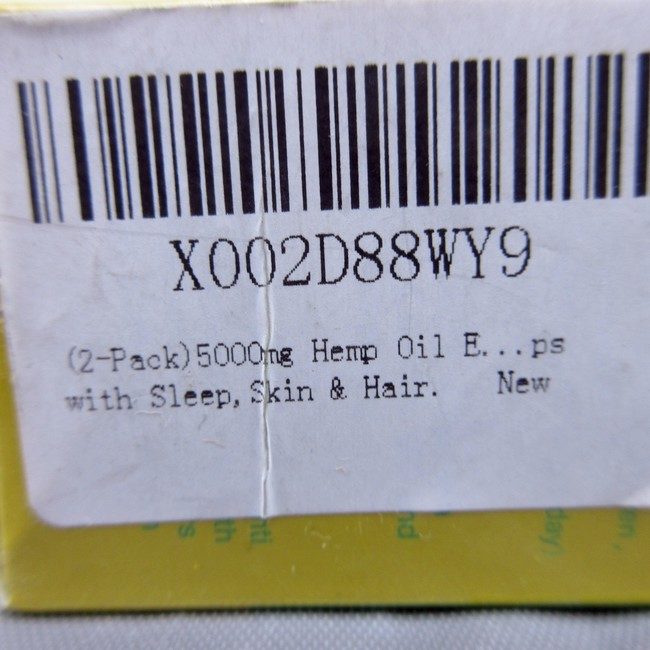 X002D88WY9
(2-Pack)5000mg Hemp Oil E...ps
with Sleep,Skin & Hair. New